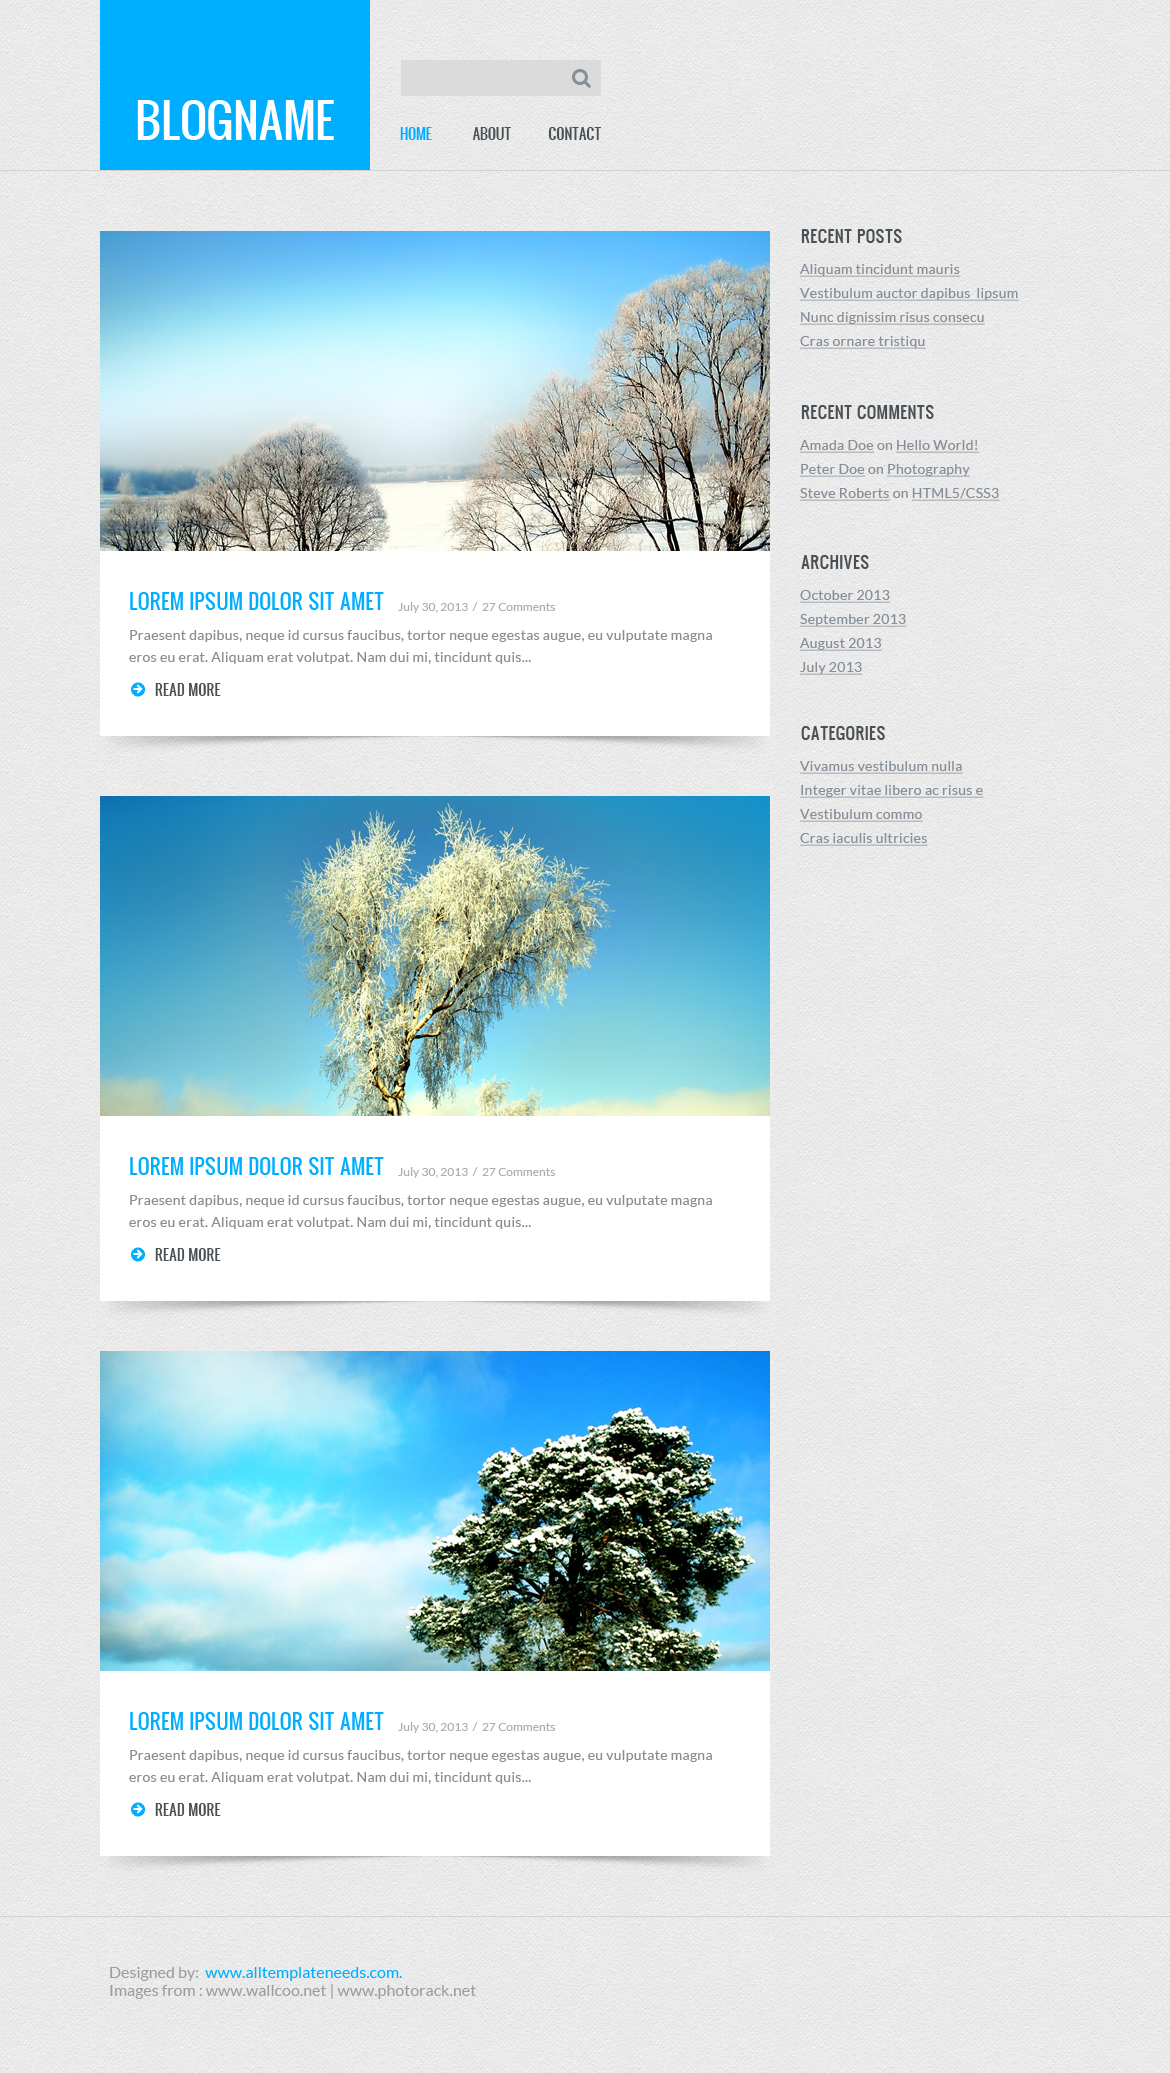 BLOGNAME
HOME ABOUT CONTACT
LOREM IPSUM DOLOR SIT AMET July 30, 2013 / 27 Comments
Praesent dapibus, neque id cursus faucibus, tortor neque egestas augue, eu vulputate magna
eros eu erat. Aliquam erat volutpat. Nam dui mi, tincidunt quis...
READ MORE
LOREM IPSUM DOLOR SIT AMET July 30, 2013 / 27 Comments
Praesent dapibus, neque id cursus faucibus, tortor neque egestas augue, eu vulputate magna
eros eu erat. Aliquam erat volutpat. Nam dui mi, tincidunt quis...
READ MORE
LOREM IPSUM DOLOR SIT AMET July 30, 2013 / 27 Comments
Praesent dapibus, neque id cursus faucibus, tortor neque egestas augue, eu vulputate magna
eros eu erat. Aliquam erat volutpat. Nam dui mi, tincidunt quis...
READ MORE
RECENT POSTS
Aliquam tincidunt mauris
Vestibulum auctor dapibus lipsum
Nunc dignissim risus consecu
Cras ornare tristiqu
RECENT COMMENTS
Amada Doe on Hello World!
Peter Doe on Photography
Steve Roberts on HTML5/CSS3
ARCHIVES
October 2013
September 2013
August 2013
July 2013
CATEGORIES
Vivamus vestibulum nulla
Integer vitae libero ac risus e
Vestibulum commo
Cras iaculis ultricies
Designed by: www.alltemplateneeds.com.
Images from : www.wallcoo.net | www.photorack.net